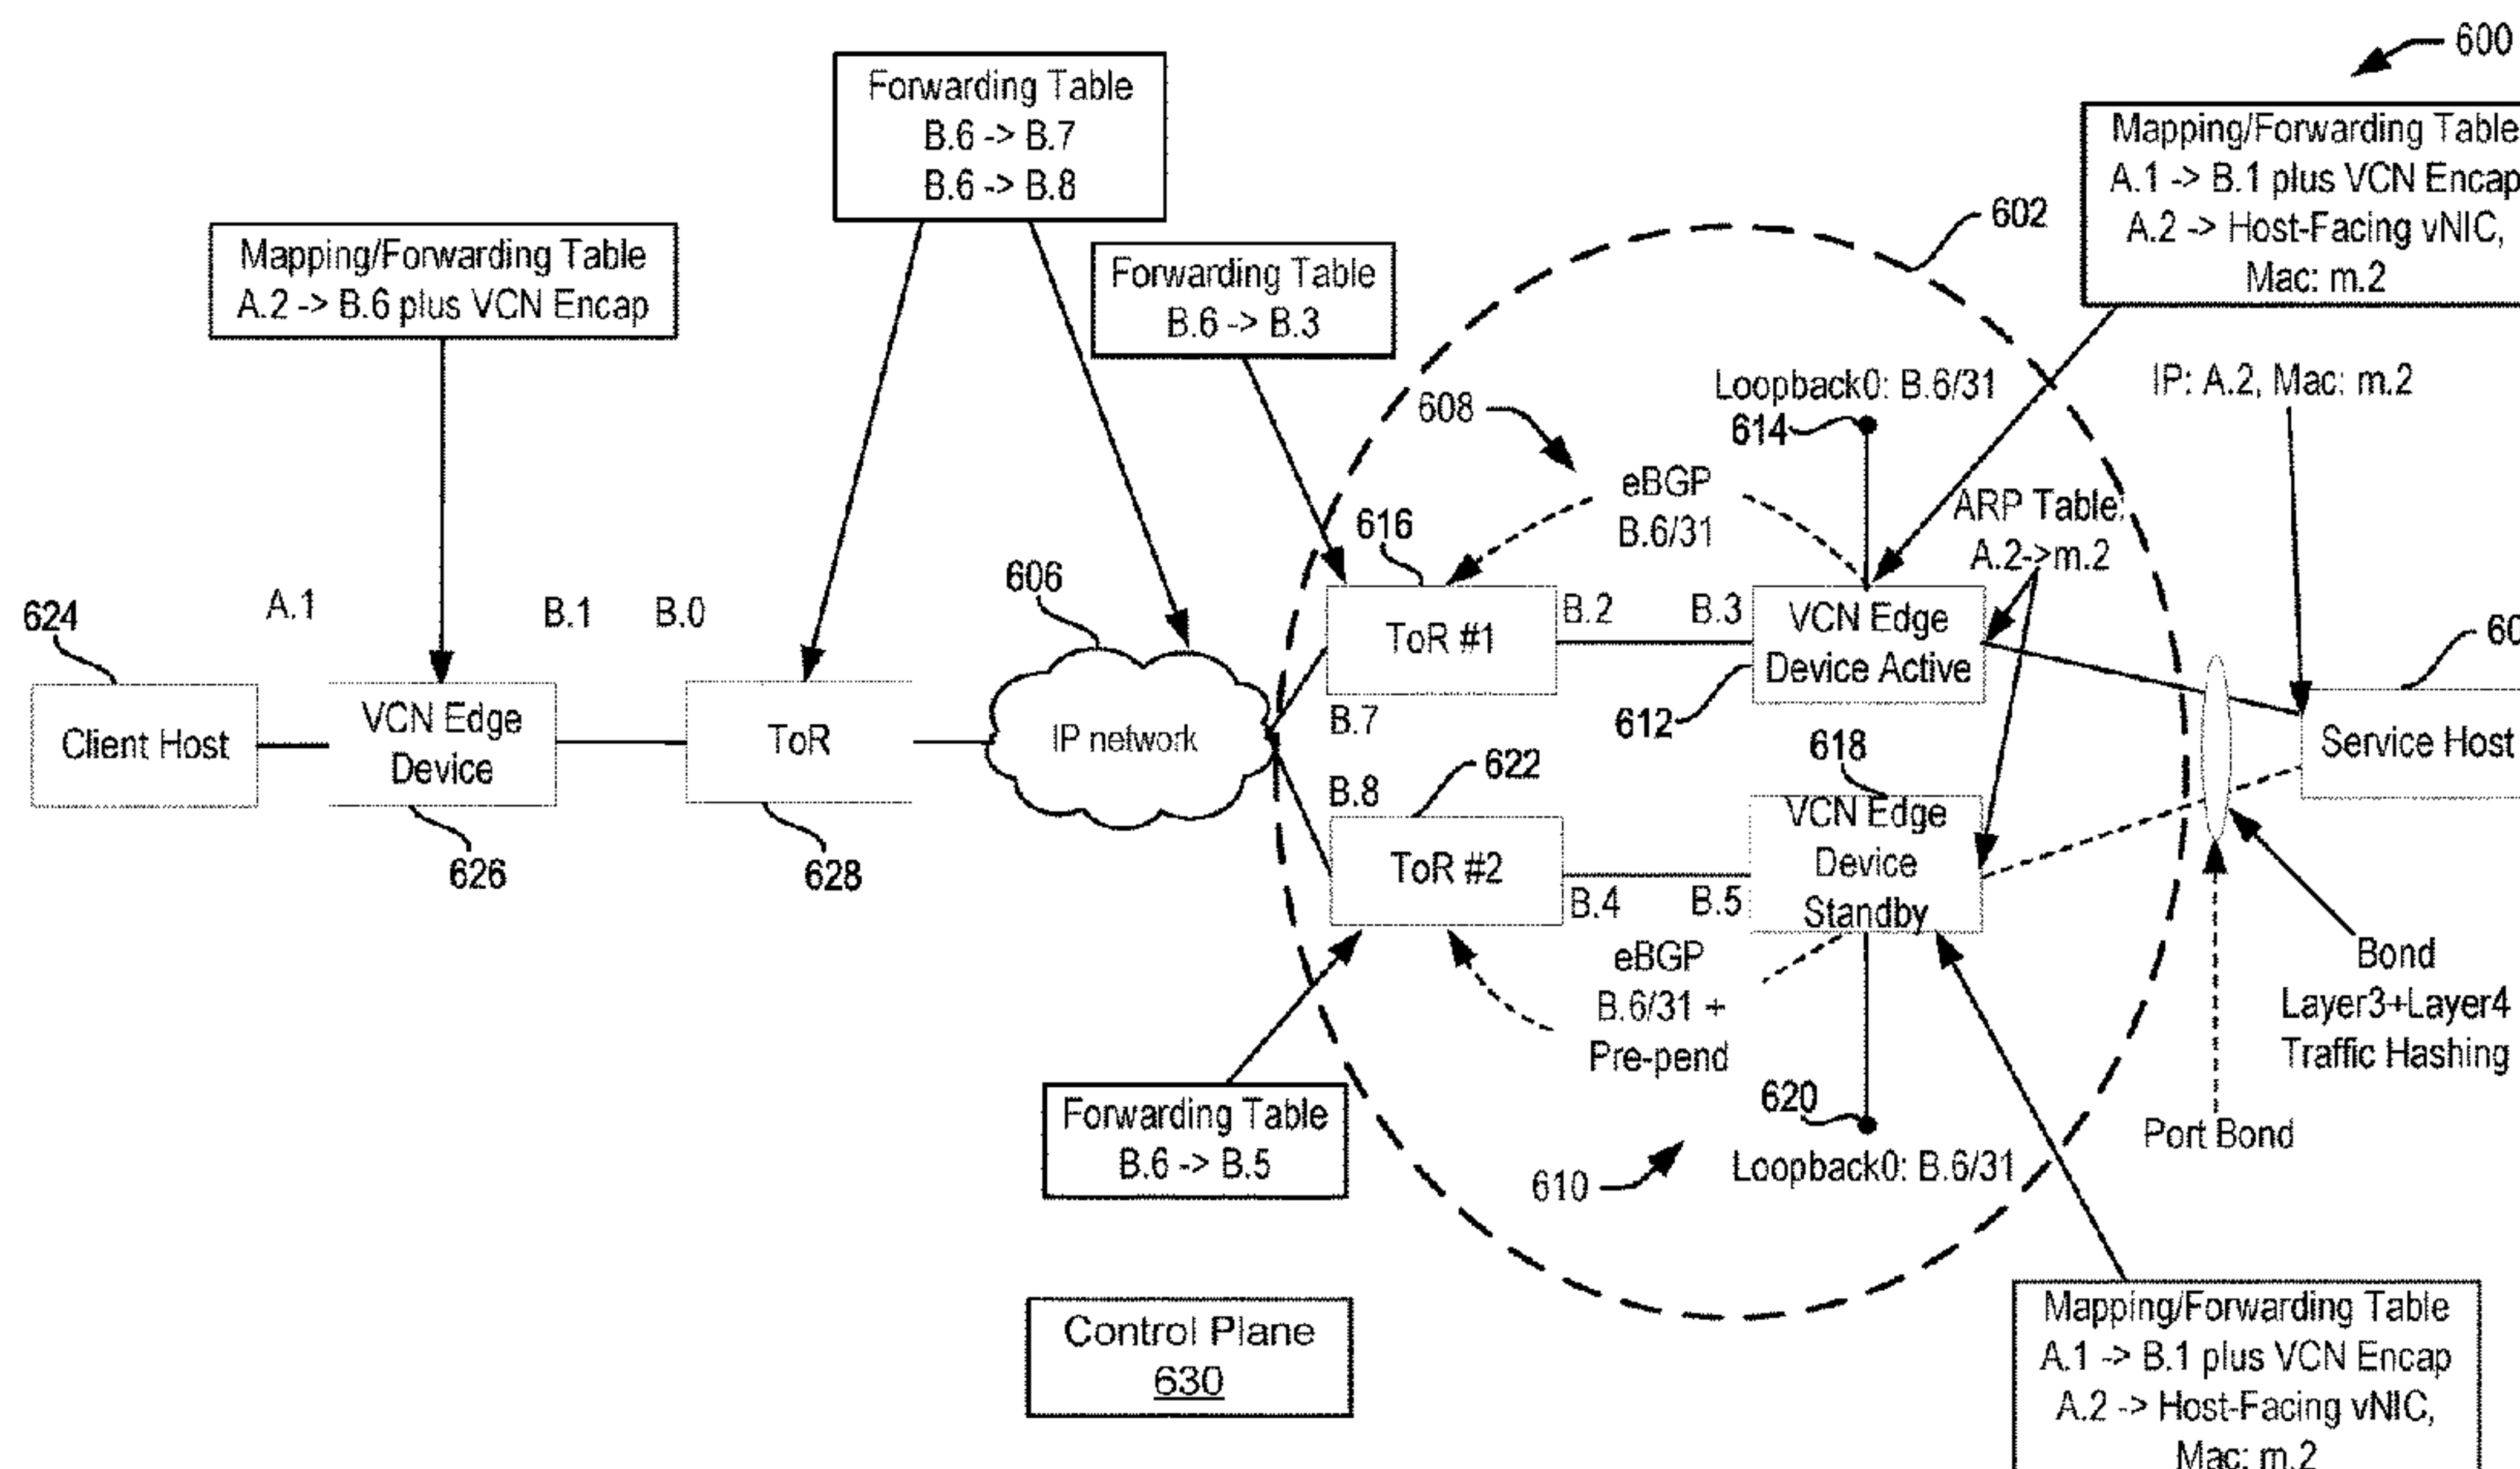 600
Forwarding Table
B.6 -> B.7
B.6 -> B.8
Mapping/Forwarding Table
A.1 -> B.1 plus VCN Encap
A.2 -> Host-Facing vNIC,
Mac: m.2
602
Mapping/Forwarding Table
A.2 -> B.6 plus VCN Encap
Forwarding Table
B.6 -> B.3
Loopback0: B.6/31
614
IP: A.2, Mac: m.2
608
eBGP
B.6/31
ARP Table:
A.2->m.2
616
606
624
A.1
B.1
B.0
ToR #1
B.2
B.3
VCN Edge
Device Active
612
B.7
Client Host
VCN Edge
Device
ToR
IP network
618
Service Host
B.8
622
626
628
ToR #2
B.4
B.5
VCN Edge
Device
Standby
eBGP
B.6/31 +
Pre-pend
Bond
Layer3+Layer4
Traffic Hashing
Port Bond
Forwarding Table
B.6 -> B.5
620
Loopback0: B.6/31
610
Control Plane
630
Mapping/Forwarding Table
A.1 -> B.1 plus VCN Encap
A.2 -> Host-Facing vNIC,
Mac: m.2